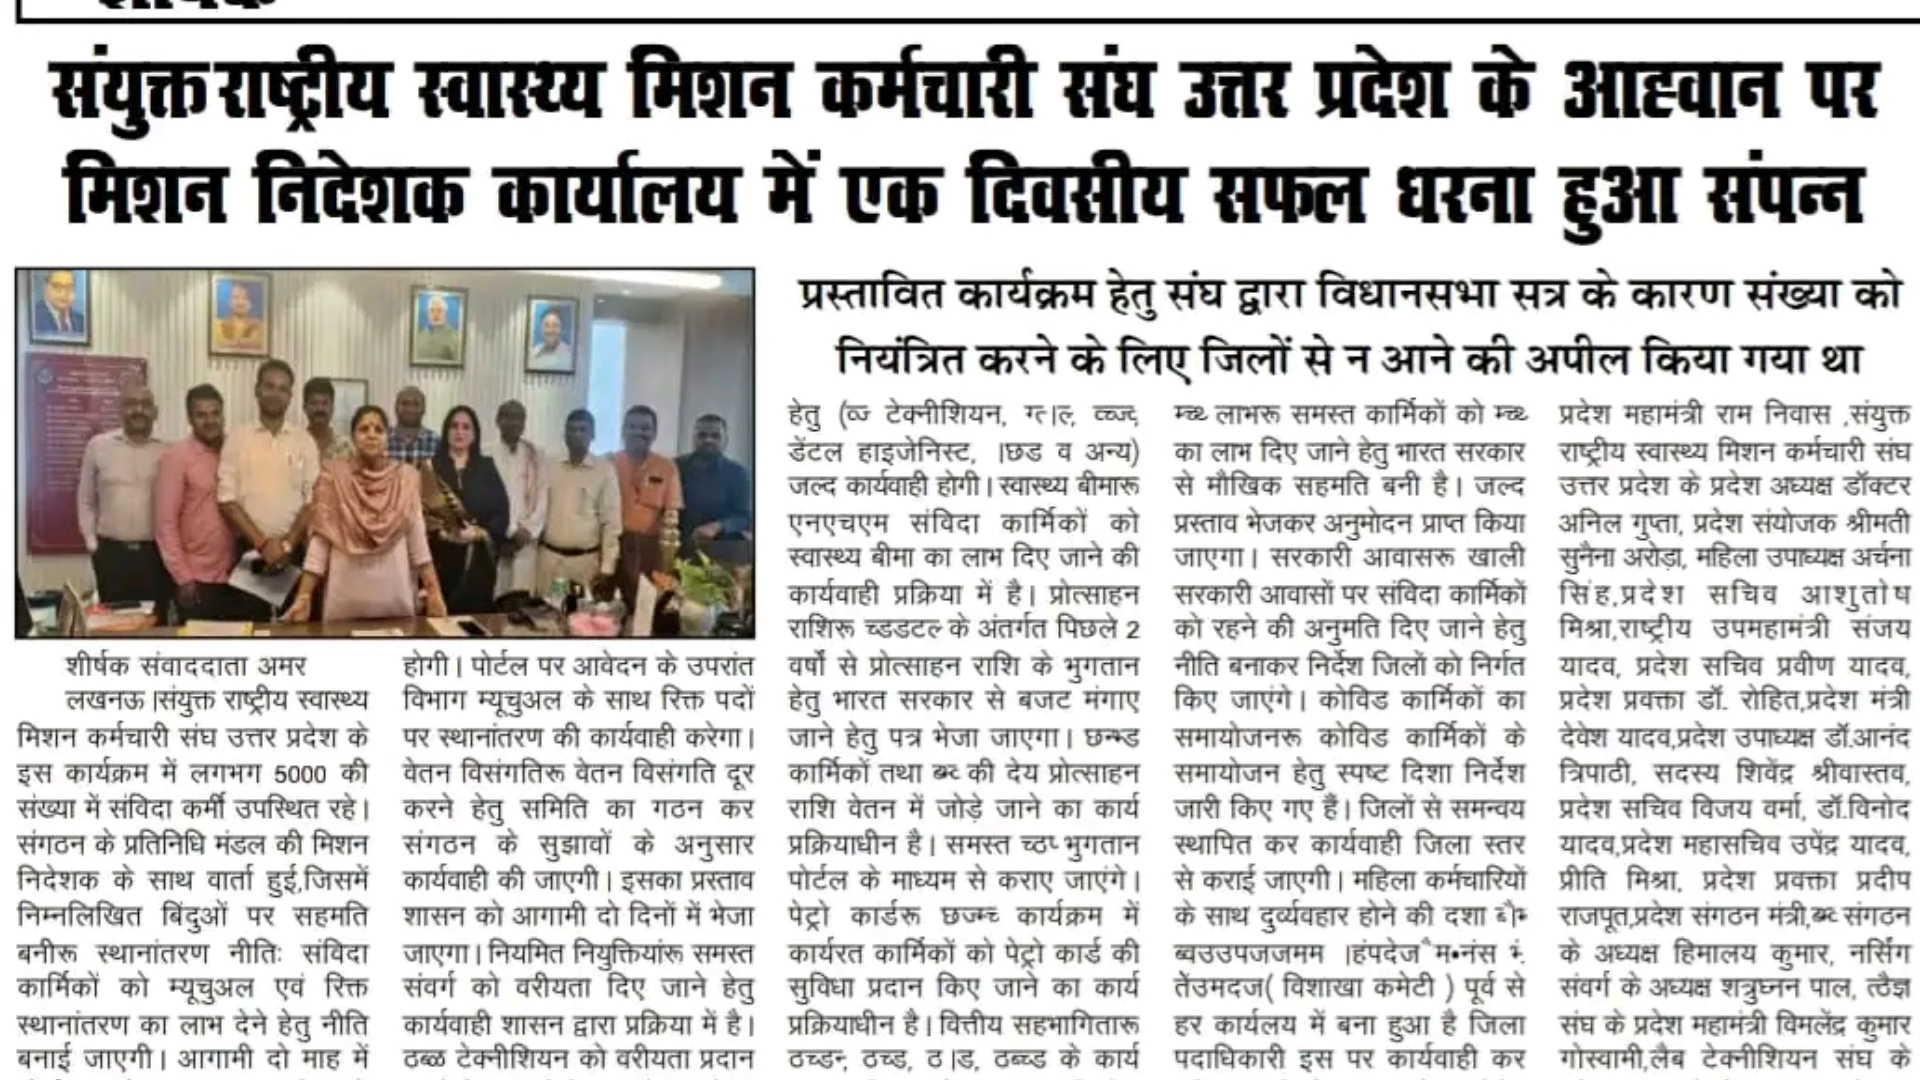 संयुक्त राष्ट्रीय स्वास्थ्य मिशन कर्मचारी संघ उत्तर प्रदेश के आह्वान पर
मिशन निदेशक कार्यालय में एक दिवसीय सफल धरना हुआ संपन्न
प्रस्तावित कार्यक्रम हेतु संघ द्वारा विधानसभा सत्र के कारण संख्या को
नियंत्रित करने के लिए जिलों से न आने की अपील किया गया था
शीर्षक संवाददाता अमर
लखनऊ।संयुक्त राष्ट्रीय स्वास्थ्य
मिशन कर्मचारी संघ उत्तर प्रदेश के
इस कार्यक्रम में लगभग 5000 की
संख्या में संविदा कर्मी उपस्थित रहे।
संगठन के प्रतिनिधि मंडल की मिशन
निदेशक के साथ वार्ता हुई,जिसमें
निम्नलिखित बिंदुओं पर सहमति
बनीरू स्थानांतरण नीतिः संविदा
कार्मिकों को म्यूचुअल एवं रिक्त
स्थानांतरण का लाभ देने हेतु नीति
बनाई जाएगी। आगामी दो माह में
होगी। पोर्टल पर आवेदन के उपरांत
विभाग म्यूचुअल के साथ रिक्त पदों
पर स्थानांतरण की कार्यवाही करेगा।
वेतन विसंगतिरू वेतन विसंगति दूर
करने हेतु समिति का गठन कर
संगठन के सुझावों के अनुसार
कार्यवाही की जाएगी। इसका प्रस्ताव
शासन को आगामी दो दिनों में भेजा
जाएगा। नियमित नियुक्तियांरू समस्त
संवर्ग को वरीयता दिए जाने हेतु
कार्यवाही शासन द्वारा प्रक्रिया में है।
ठब्ळ टेक्नीशियन को वरीयता प्रदान
हेतु टेक्नीशियन,
डेंटल हाइजेनिस्ट, ।छड व अन्य)
जल्द कार्यवाही होगी। स्वास्थ्य बीमारू
एनएचएम संविदा कार्मिकों को
स्वास्थ्य बीमा का लाभ दिए जाने की
कार्यवाही प्रक्रिया में है। प्रोत्साहन
राशिरू के अंतर्गत पिछले 2
वर्षों से प्रोत्साहन राशि के भुगतान
हेतु भारत सरकार से बजट मंगाए
जाने हेतु पत्र भेजा जाएगा।
कार्मिकों तथा की देय प्रोत्साहन
राशि वेतन में जोड़े जाने का कार्य
प्रक्रियाधीन है। समस्त भुगतान
पोर्टल के माध्यम से कराए जाएंगे।
पेट्रो कार्डरू कार्यक्रम में
कार्यरत कार्मिकों को पेट्रो कार्ड की
सुविधा प्रदान किए जाने का कार्य
प्रक्रियाधीन है। वित्तीय सहभागितारू
के कार्य
लाभरू समस्त कार्मिकों को
का लाभ दिए जाने हेतु भारत सरकार
से मौखिक सहमति बनी है। जल्द
प्रस्ताव भेजकर अनुमोदन प्राप्त किया
जाएगा। सरकारी आवासरू खाली
सरकारी आवासों पर संविदा कार्मिकों
को रहने की अनुमति दिए जाने हेतु
नीति बनाकर निर्देश जिलों को निर्गत
किए जाएंगे। कोविड कार्मिकों का
समायोजनरू कोविड कार्मिकों के
समायोजन हेतु स्पष्ट दिशा निर्देश
जारी किए गए हैं। जिलों से समन्वय
स्थापित कर कार्यवाही जिला स्तर
से कराई जाएगी। महिला कर्मचारियों
के साथ दुर्व्यवहार होने की दशा
( विशाखा कमेटी ) पूर्व से
हर कार्यलय में बना हुआ है जिला
पदाधिकारी इस पर कार्यवाही कर
प्रदेश महामंत्री राम निवास ,संयुक्त
राष्ट्रीय स्वास्थ्य मिशन कर्मचारी संघ
उत्तर प्रदेश के प्रदेश अध्यक्ष डॉक्टर
अनिल गुप्ता, प्रदेश संयोजक श्रीमती
सुनैना अरोड़ा, महिला उपाध्यक्ष अर्चना
सिंह,प्रदेश सचिव आशुतोष
मिश्रा,राष्ट्रीय उपमहामंत्री संजय
यादव, प्रदेश सचिव प्रवीण यादव,
प्रदेश प्रवक्ता डॉ. रोहित,प्रदेश मंत्री
देवेश यादव,प्रदेश उपाध्यक्ष डॉ.आनंद
त्रिपाठी, सदस्य शिवेंद्र श्रीवास्तव,
प्रदेश सचिव विजय वर्मा, डॉ.विनोद
यादव,प्रदेश महासचिव उपेंद्र यादव,
प्रीति मिश्रा, प्रदेश प्रवक्ता प्रदीप
राजपूत,प्रदेश संगठन मंत्री, संगठन
के अध्यक्ष हिमालय कुमार, नर्सिंग
संवर्ग के अध्यक्ष शत्रुघ्नन पाल,
संघ के प्रदेश महामंत्री विमलेंद्र कुमार
गोस्वामी,लैब टेक्नीशियन संघ के